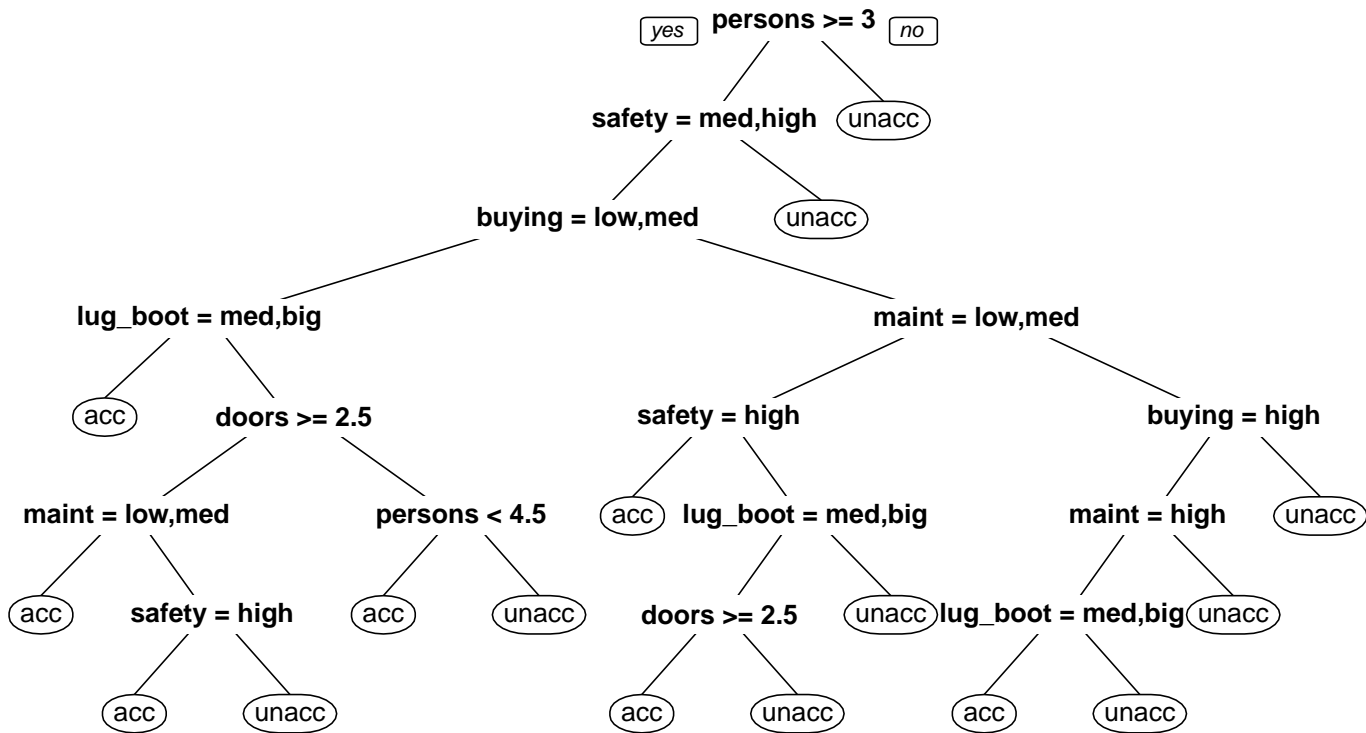 yes persons >= 3 no
safety = med,high unacc
buying = low,med unacc
lug_boot = med,big maint = low,med
acc doors >= 2.5 safety = high buying = high
maint = low,med persons < 4.5 acc lug_boot = med,big maint = high unacc
acc safety = high acc unacc doors >= 2.5 unacc lug_boot = med,big unacc
acc unacc acc unacc acc unacc